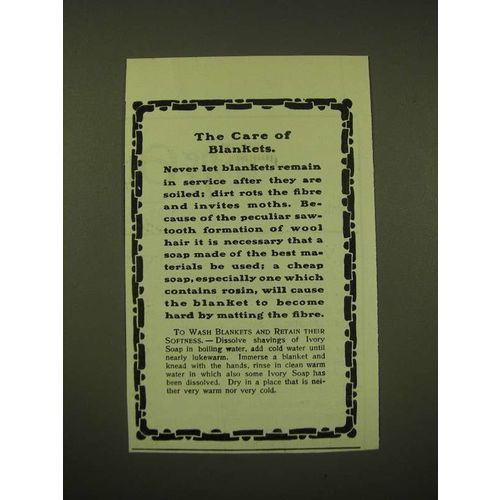 The Care of
Blankets.
Never let blankets remain
in service after they are
soiled; dirt rots the fibre
and invites moths. Be-
cause of the peculiar saw-
tooth formation of wool
hair it is necessary that a
soap made of the best ma-
terials be used; a cheap
soap, especially one which
contains rosin, will cause
the blanket to become
hard by matting the fibre.
TO WASH BLANKETS AND RETAIN THEIR
SOFTNESS. — Dissolve shavings of Ivory
Soap in boiling water, add cold water until
nearly lukewarm. Immerse a blanket and
knead with the hands, rinse in clean warm
water in which also some Ivory Soap has
been dissolved. Dry in a place that is nei-
ther very warm nor very cold.